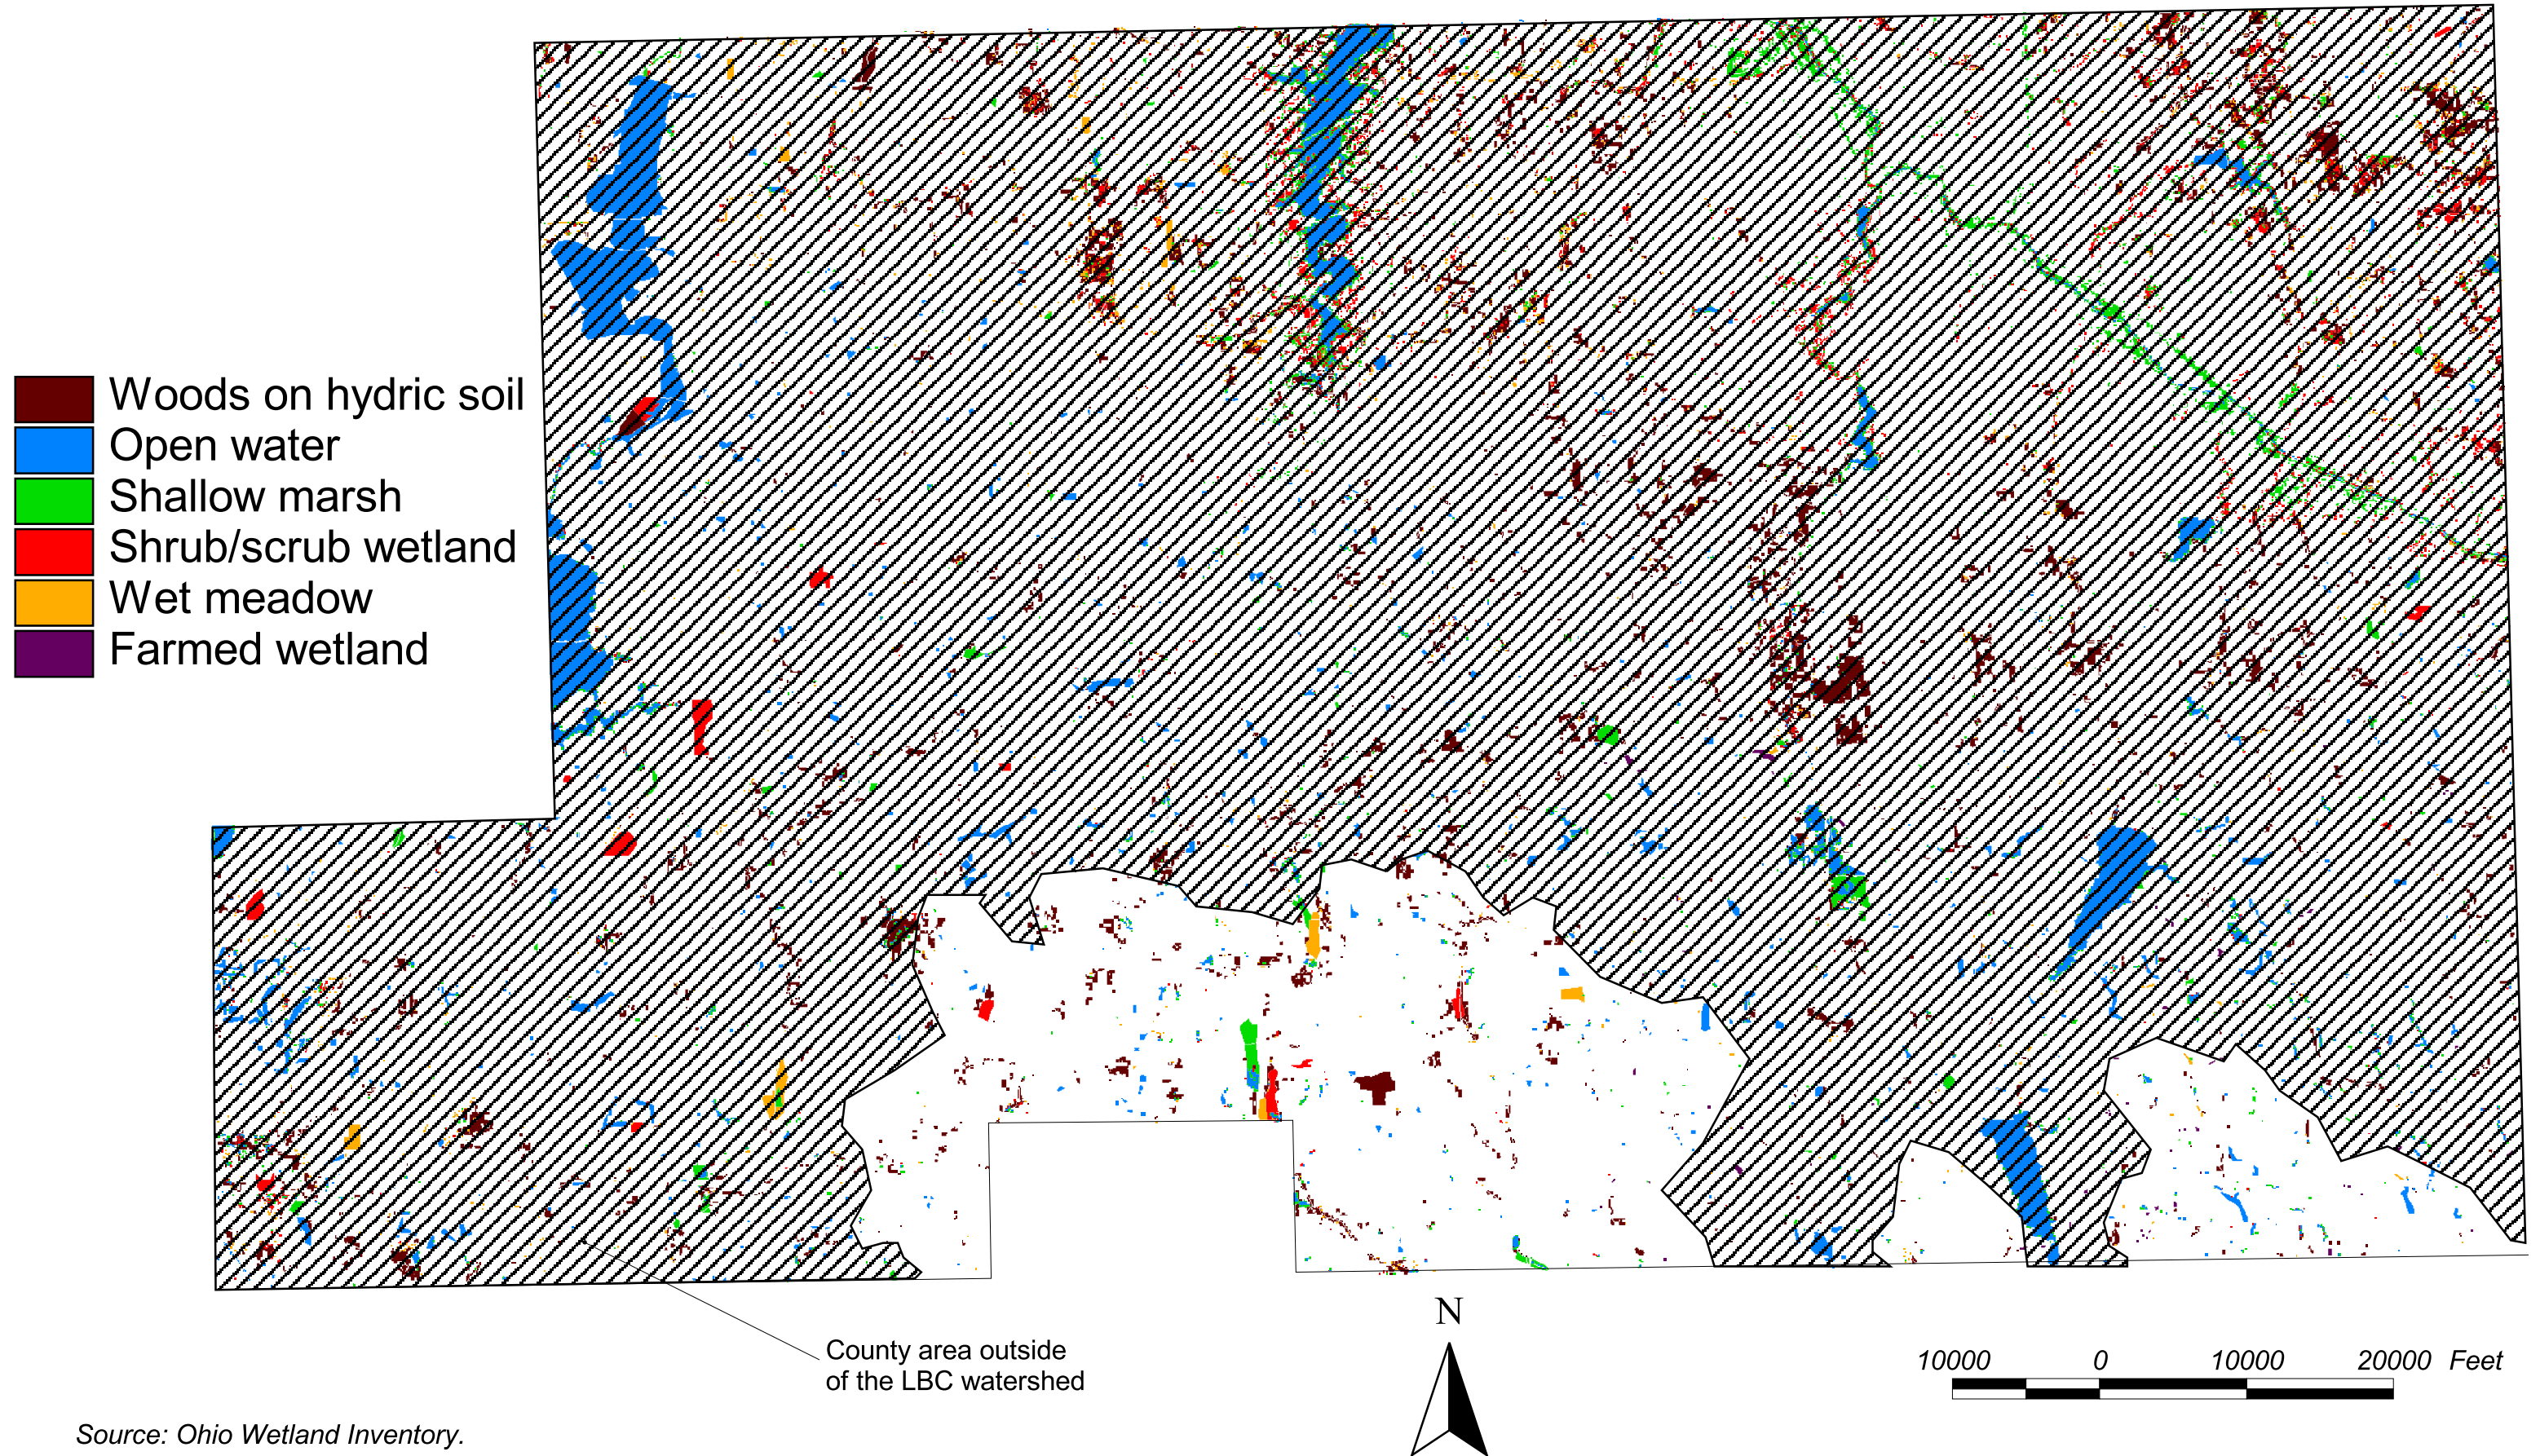 Woods on hydric soil
Open water
Shallow marsh
Shrub/scrub wetland
Wet meadow
Farmed wetland
County area outside
of the LBC watershed
N
10000 0 10000 20000 Feet
Source: Ohio Wetland Inventory.